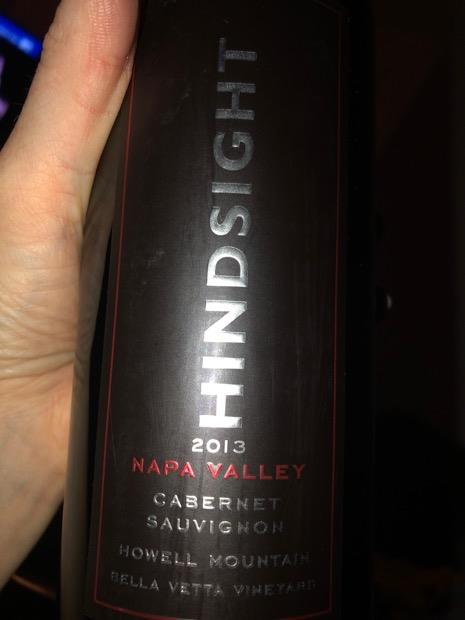 HINDSIGHT
2013
NAPA VALLEY
CABERNET
SAUVIGNON
HOWELL MOUNTAIN
BELLA VETTA VINEYARD